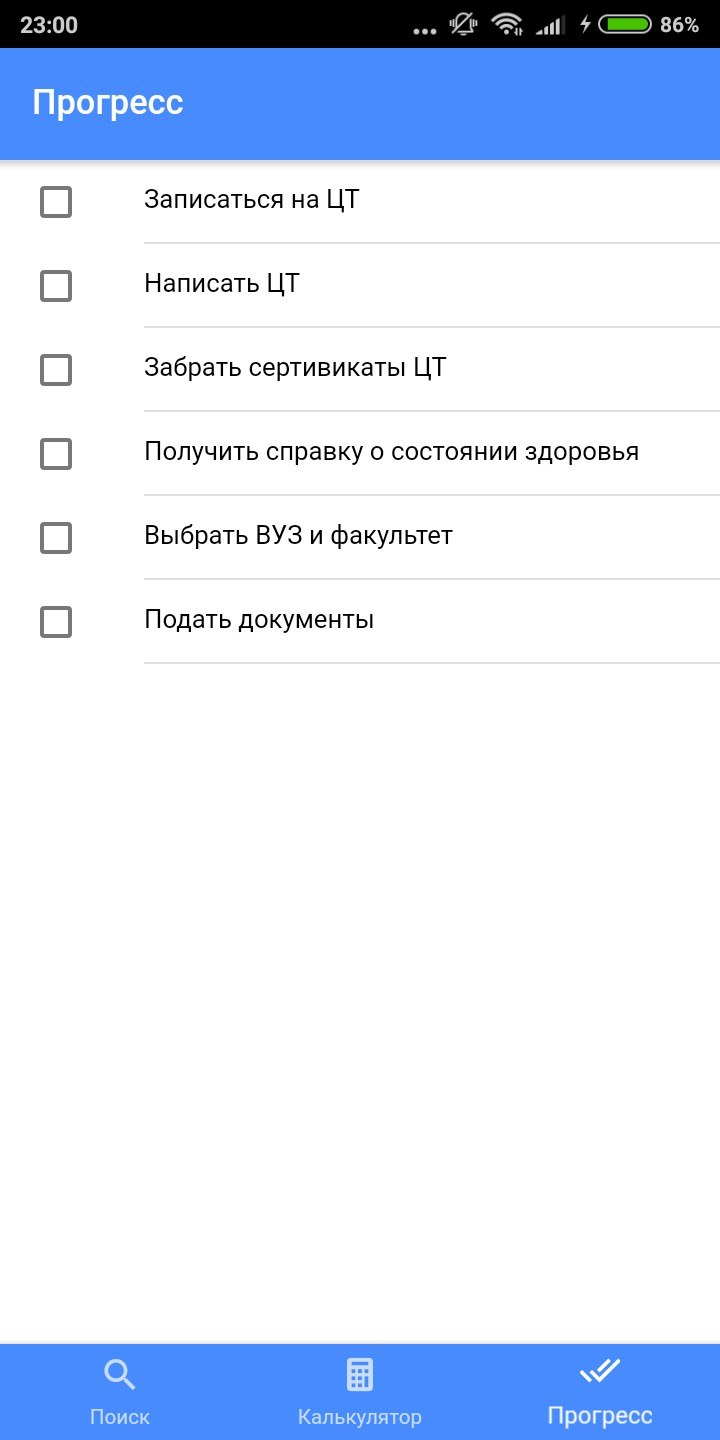 23:00
86%
Прогресс
Записаться на ЦТ
Написать ЦТ
Забрать сертивикаты ЦТ
Получить справку о состоянии здоровья
Выбрать ВУЗ и факультет
Подать документы
Поиск
Калькулятор
Прогресс